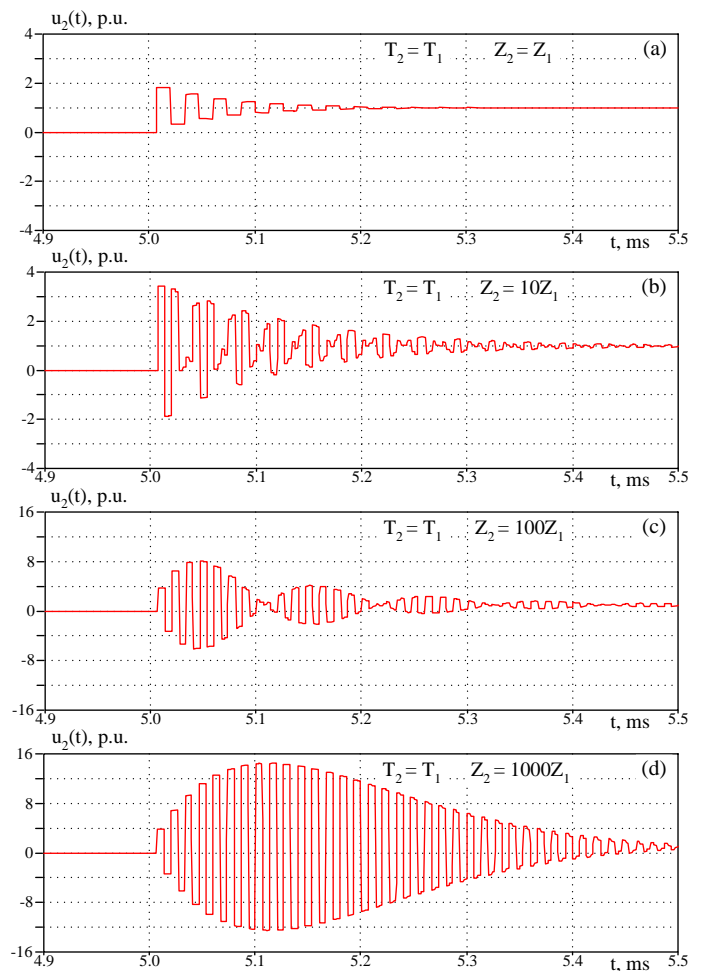 u₂(t), p.u.
T₂ = T₁ Z₂ = Z₁ (a)
4
2
0
-2
-4
4.9 5.0 5.1 5.2 5.3 5.4 5.5
t, ms
u₂(t), p.u.
T₂ = T₁ Z₂ = 10Z₁ (b)
4
2
0
-2
-4
4.9 5.0 5.1 5.2 5.3 5.4 5.5
t, ms
u₂(t), p.u.
T₂ = T₁ Z₂ = 100Z₁ (c)
16
8
0
-8
-16
4.9 5.0 5.1 5.2 5.3 5.4 5.5
t, ms
u₂(t), p.u.
T₂ = T₁ Z₂ = 1000Z₁ (d)
16
8
0
-8
-16
4.9 5.0 5.1 5.2 5.3 5.4 5.5
t, ms